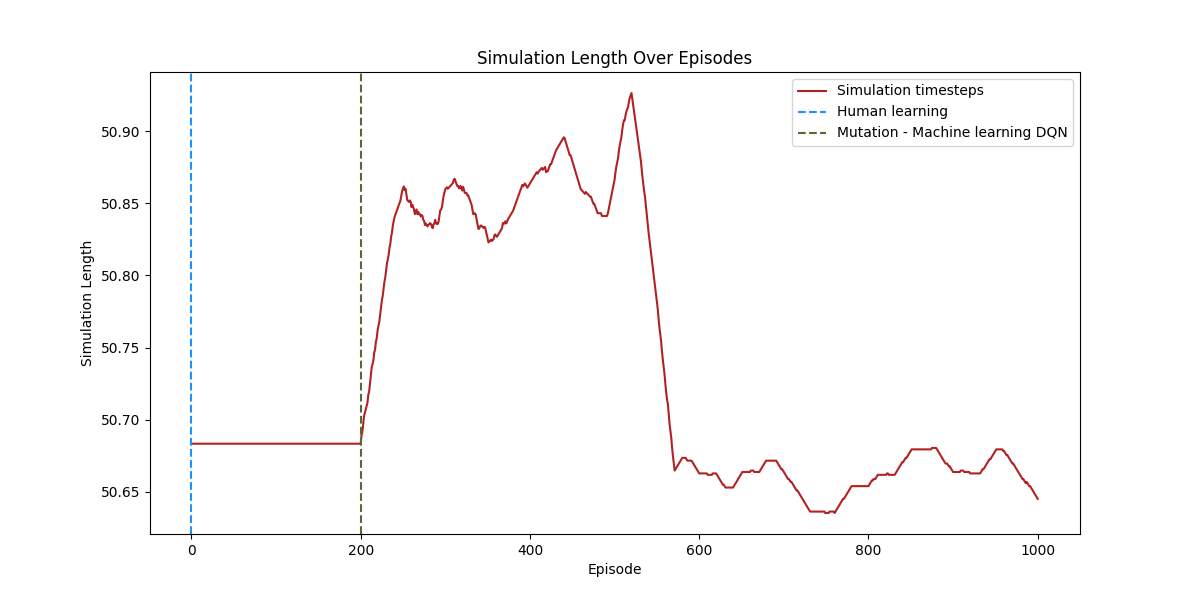 Simulation Length Over Episodes
Simulation timesteps
Human learning
Mutation - Machine learning DQN
Simulation Length
50.90
50.85
50.80
50.75
50.70
50.65
0 200 400 600 800 1000
Episode